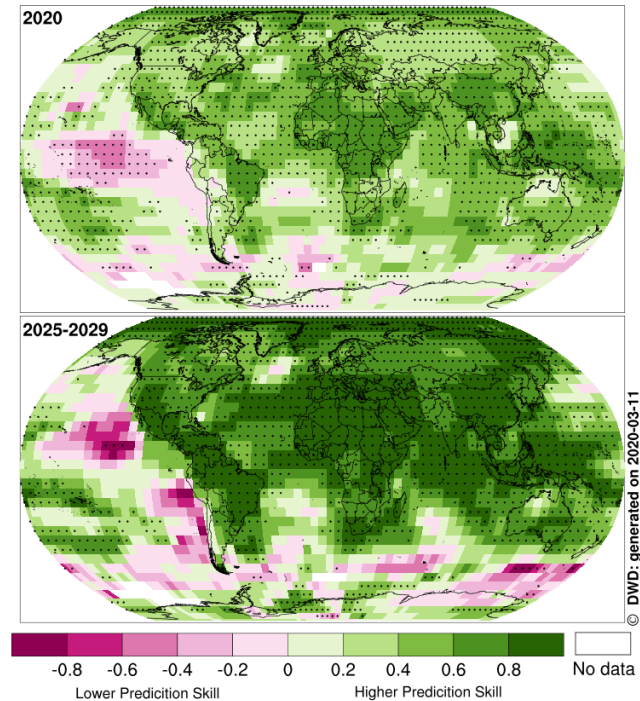 2020
2025-2029
© DWD: generated on 2020-03-11
-0.8 -0.6 -0.4 -0.2 0 0.2 0.4 0.6 0.8 No data
Lower Predicition Skill Higher Predicition Skill